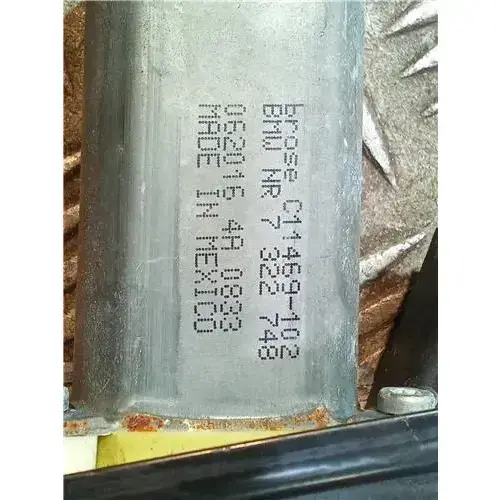 brose C11469-102
BMW NR 7 322 748
062016 4A 0833
MADE IN MEXICO